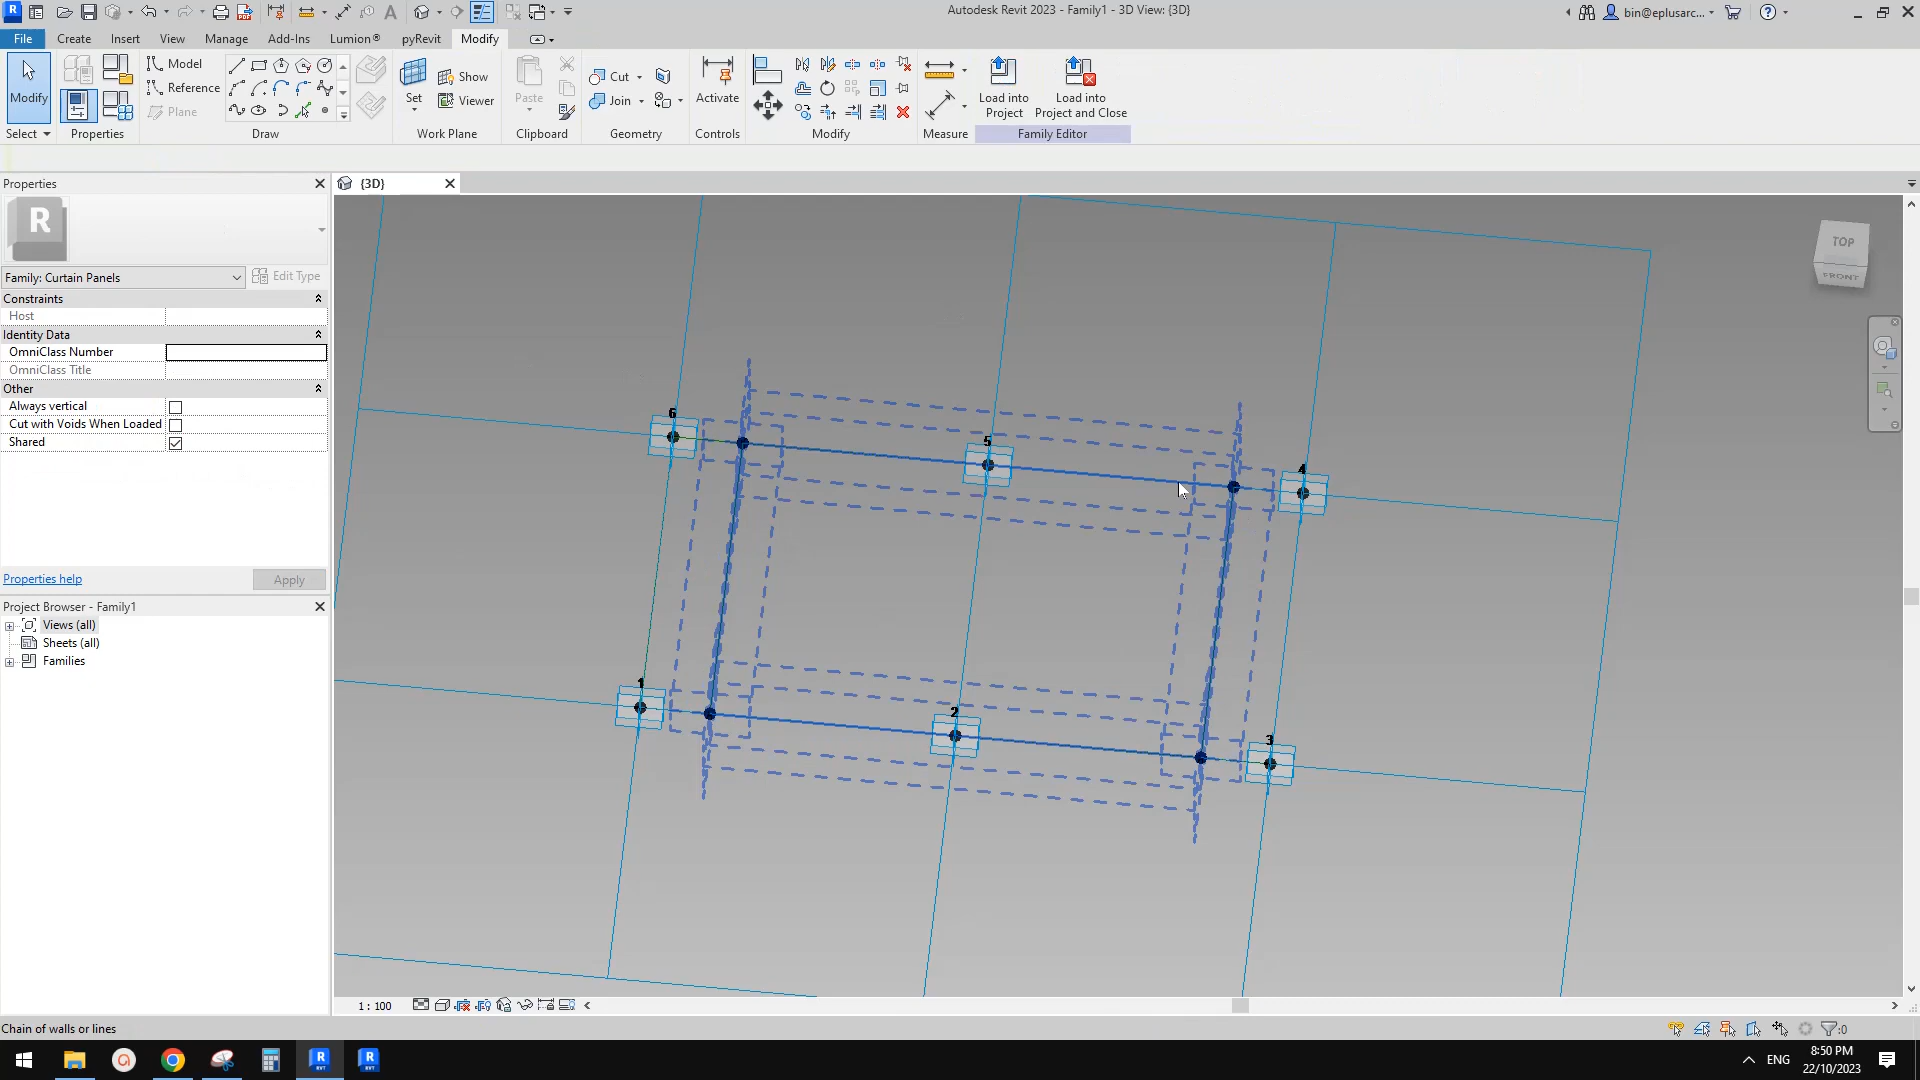 Autodesk Revit 2023 - Family1 - 3D View: {3D}
bin@eplusarc...
File
Create
Insert
View
Manage
Add-Ins
Lumion®
pyRevit
Modify
Modify
Model
Reference
Plane
Set
Show
Viewer
Paste
Cut
Join
Activate
Load into
Project
Load into
Project and Close
Select
Properties
Draw
Work Plane
Clipboard
Geometry
Controls
Modify
Measure
Family Editor
Properties
{3D}
R
Family: Curtain Panels
Edit Type
Constraints
Host
Identity Data
OmniClass Number
OmniClass Title
Other
Always vertical
Cut with Voids When Loaded
Shared
Properties help
Apply
Project Browser - Family1
Views (all)
Sheets (all)
Families
TOP
FRONT
6
5
4
1
2
3
1 : 100
Chain of walls or lines
:0
ENG
8:50 PM
22/10/2023